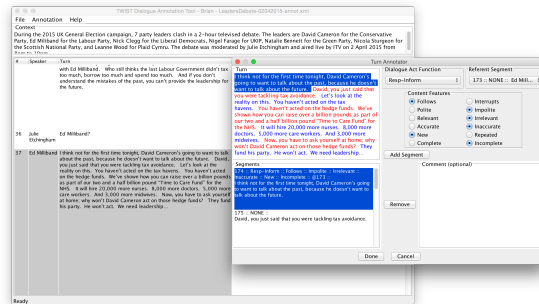 TWIST Dialogue Annotation Tool - Brian - LeadersDebate-02042015-annot.xml
File Annotation Help
Context
During the 2015 UK General Election campaign, 7 party leaders clash in a 2-hour televised debate. The leaders are David Cameron for the Conservative
Party, Ed Miliband for the Labour Party, Nick Clegg for the Liberal Democrats, Nigel Farage for UKIP, Natalie Bennett for the Green Party, Nicola Sturgeon for
the Scottish National Party, and Leanne Wood for Plaid Cymru. The debate was moderated by Julie Etchingham and aired live by ITV on 2 April 2015 from
# Speaker Turn
with Ed Milliband. Who still thinks the last Labour Government didn't tax
too much, borrow too much and spend too much. And if you don't
understand the mistakes of the past, you can't provide the leadership for
the future.
36 Julie Etchingham Ed Milliband?
37 Ed Milliband I think not for the first time tonight, David Cameron's going to want to talk
about the past, because he doesn't want to talk about the future. David,
you just said that you were tackling tax avoidance. Let's look at the
reality on this. You haven't acted on the tax havens. You haven't acted
on the hedge funds. We've shown how you can raise over a billion pounds
as part of our two and a half billion pound "Time to Care" Fund for the
NHS. It will hire 20,000 more nurses, 8,000 more doctors, 5,000 more
care workers. And 3,000 more midwives. Now, you have to ask yourself
at home; why won't David Cameron act on those hedge funds? They fund
his party. He won't act. We need leadership...
Ready
Turn Annotator
Turn
I think not for the first time tonight, David Cameron's
going to want to talk about the past, because he doesn't
want to talk about the future. David, you just said that
you were tackling tax avoidance. Let's look at the
reality on this. You haven't acted on the tax
havens. You haven't acted on the hedge funds. We've
shown how you can raise over a billion pounds as part of
our two and a half billion pound "Time to Care" Fund for
the NHS. It will hire 20,000 more nurses, 8,000 more
doctors, 5,000 more care workers. And 3,000 more
midwives. Now, you have to ask yourself at home; why
won't David Cameron act on those hedge funds? They
fund his party. He won't act. We need leadership...
Segments
174 :: Resp-Inform :: Follows :: Impolite :: Irrelevant ::
Inaccurate :: New :: Incomplete :: @173 ::
I think not for the first time tonight, David Cameron's going
to want to talk about the past, because he doesn't want to
talk about the future.
173 :: NONE ::
David, you just said that you were tackling tax avoidance.
Dialogue Act Function Referent Segment
Resp-Inform 173 :: NONE :: Ed Mill...
Content Features
Follows Interrupts
Polite Impolite
Relevant Irrelevant
Accurate Inaccurate
New Repeated
Complete Incomplete
Add Segment
Comment (optional)
Remove
Done Cancel